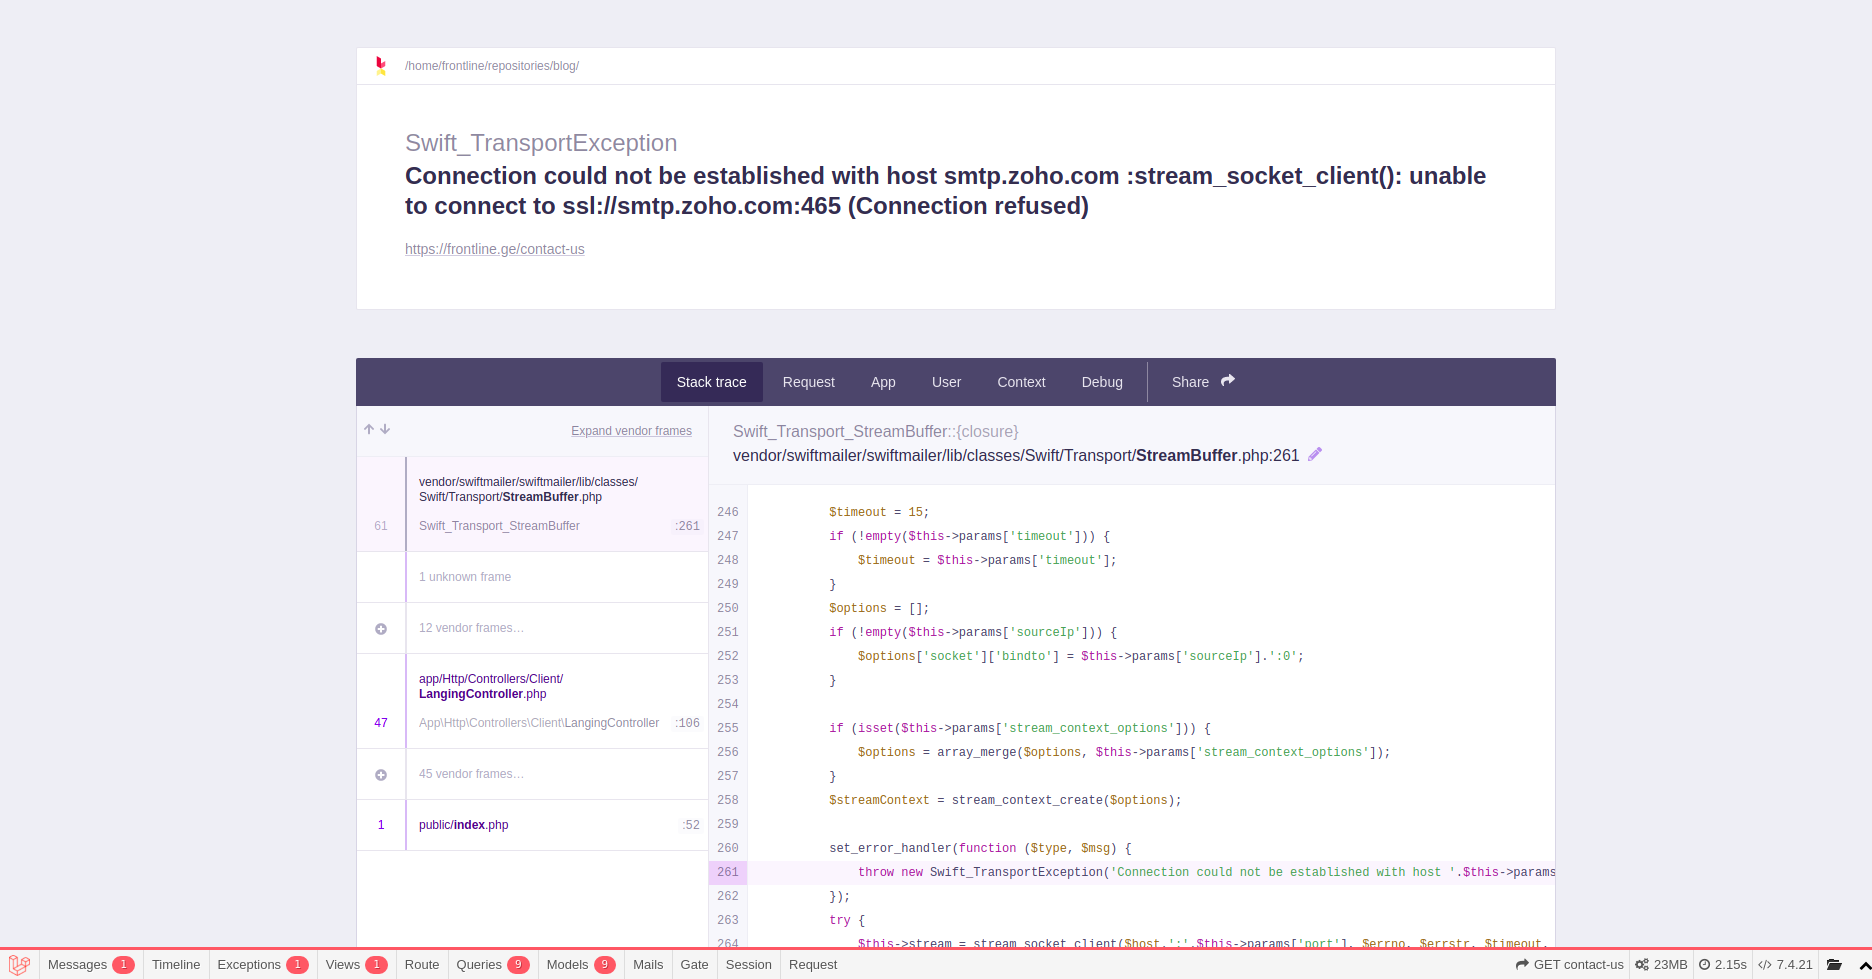 /home/frontline/repositories/blog/
Swift_TransportException
Connection could not be established with host smtp.zoho.com :stream_socket_client(): unable
to connect to ssl://smtp.zoho.com:465 (Connection refused)
https://frontline.ge/contact-us
Stack trace Request App User Context Debug Share
Expand vendor frames
vendor/swiftmailer/swiftmailer/lib/classes/
Swift/Transport/StreamBuffer.php
61 Swift_Transport_StreamBuffer :261
1 unknown frame
12 vendor frames…
app/Http/Controllers/Client/
LangingController.php
47 App\Http\Controllers\Client\LangingController :106
45 vendor frames…
1 public/index.php :52
Swift_Transport_StreamBuffer::{closure}
vendor/swiftmailer/swiftmailer/lib/classes/Swift/Transport/StreamBuffer.php:261
246 $timeout = 15;
247 if (!empty($this->params['timeout'])) {
248 $timeout = $this->params['timeout'];
249 }
250 $options = [];
251 if (!empty($this->params['sourceIp'])) {
252 $options['socket']['bindto'] = $this->params['sourceIp'].':0';
253 }
254
255 if (isset($this->params['stream_context_options'])) {
256 $options = array_merge($options, $this->params['stream_context_options']);
257 }
258 $streamContext = stream_context_create($options);
259
260 set_error_handler(function ($type, $msg) {
261 throw new Swift_TransportException('Connection could not be established with host '.$this->params
262 });
263 try {
264 $this->stream = stream_socket_client($host.':'.$this->params['port'], $errno, $errstr, $timeout,
Messages 1 Timeline Exceptions 1 Views 1 Route Queries 9 Models 9 Mails Gate Session Request GET contact-us 23MB 2.15s 7.4.21